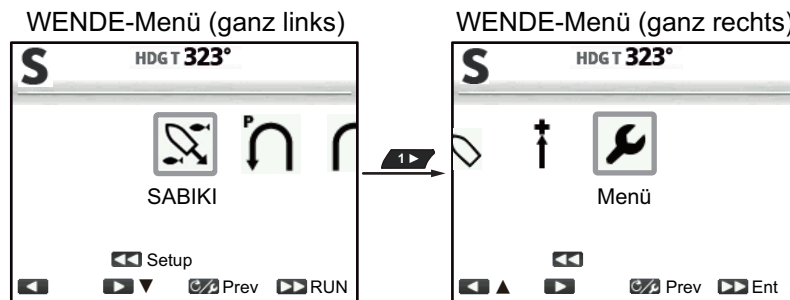 WENDE-Menü (ganz links)
S HDG T 323°
P
SABIKI
Setup
▼ Prev RUN
1
WENDE-Menü (ganz rechts)
S HDG T 323°
Menü
▲ Prev Ent